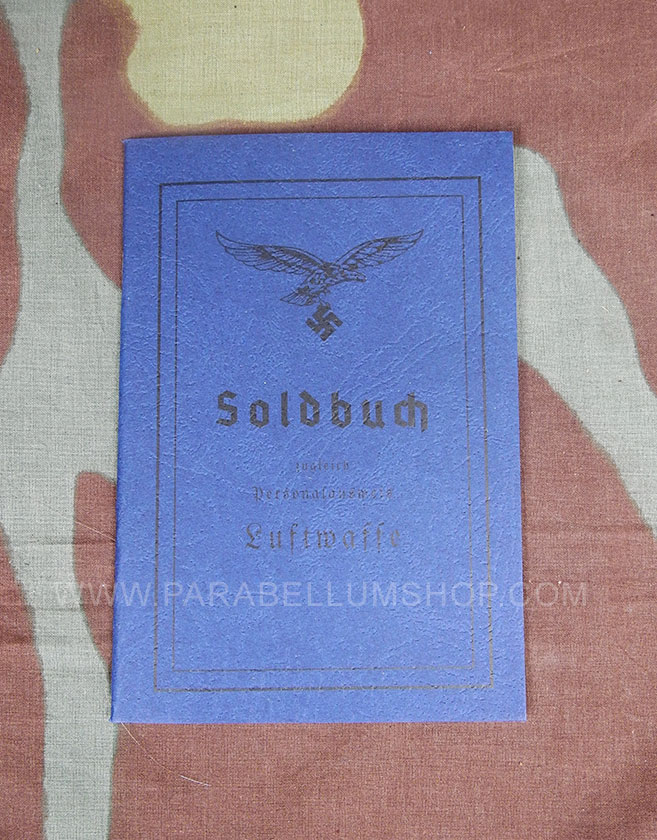 Soldbuch
zugleich
Personalausweis
Luftwaffe
WWW.PARABELLUMSHOP.COM